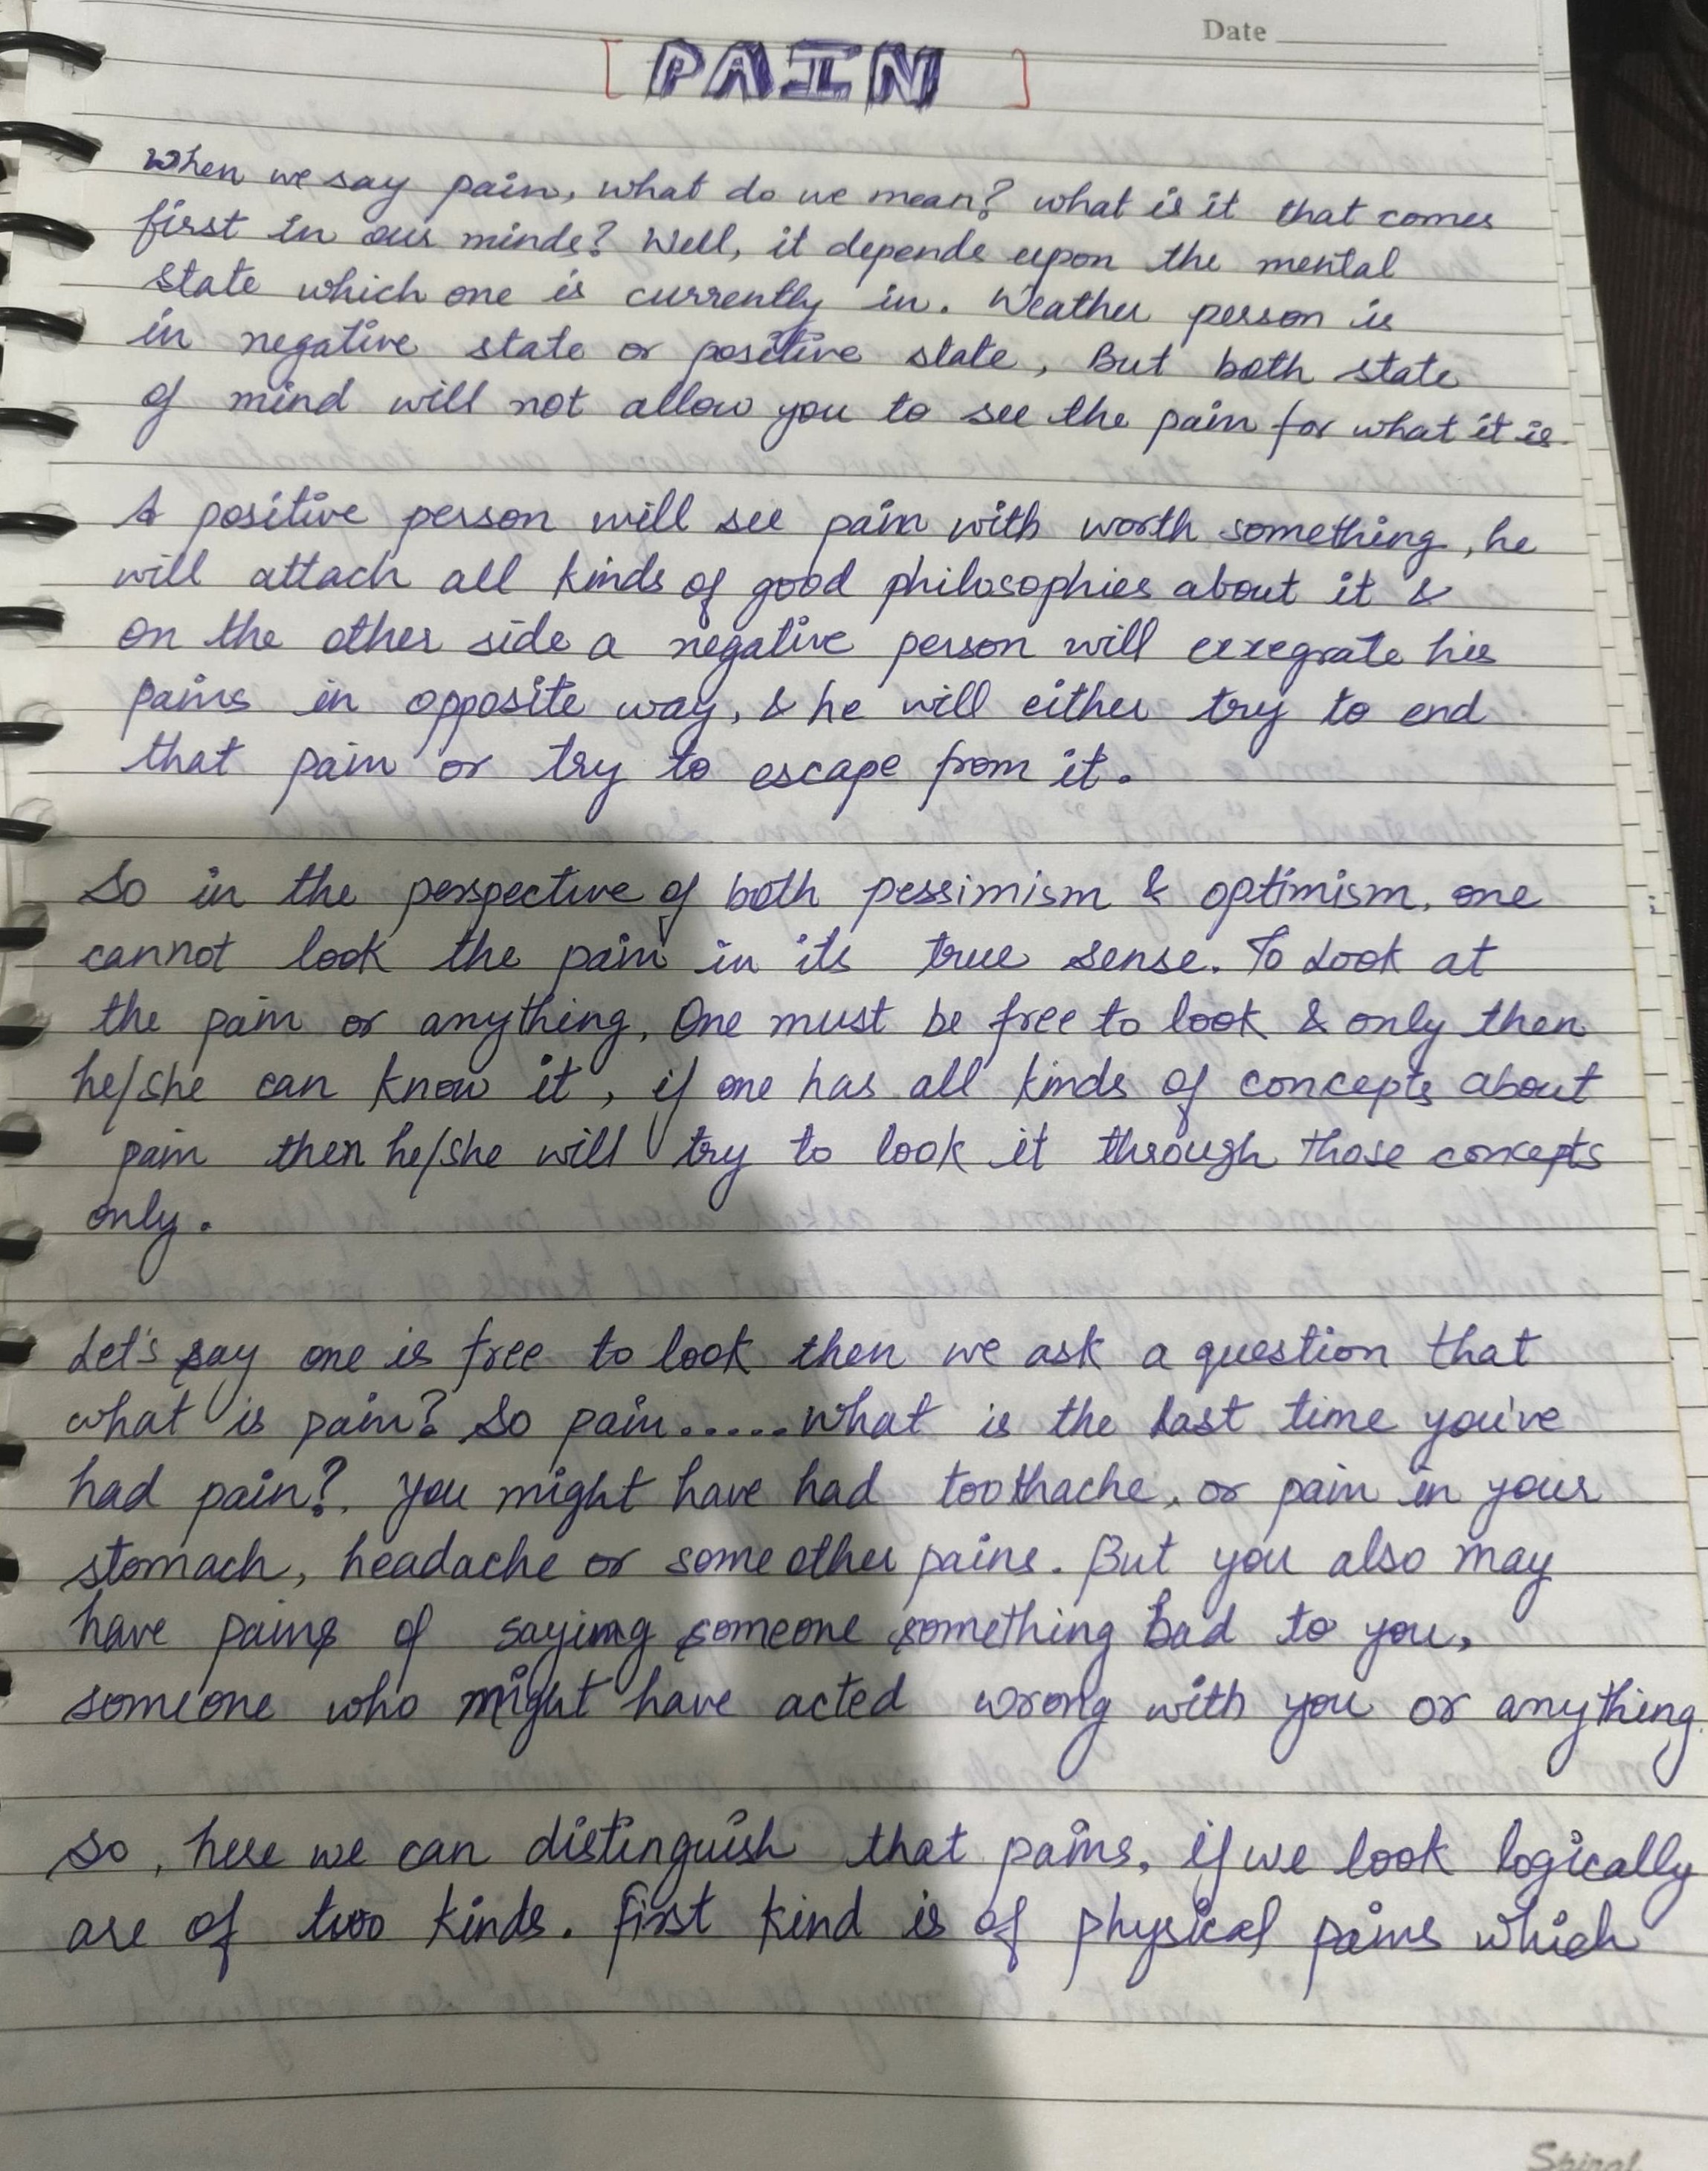 Date
[PAIN]
When we say pain, what do we mean? what is it that comes
first in our minds? Well, it depends upon the mental
state which one is currently in. Weather person is
in negative state or positive state, But both state
of mind will not allow you to see the pain for what it is.
A positive person will see pain with worth something, he
will attach all kinds of good philosophies about it &
on the other side a negative person will exregrate his
pains in opposite way, & he will either try to end
that pain or try to escape from it.
So in the perspective of both pessimism & optimism, one
cannot look the pain in its true sense. To Look at
the pain or anything, One must be free to look & only then
he/she can know it, if one has all kinds of concepts about
pain then he/she will try to look it through those concepts
only.
Let's say one is free to look then we ask a question that
what is pain? So pain.....what is the last time you've
had pain?. You might have had toothache, or pain in your
stomach, headache or some other pains. But you also may
have pains of saying someone something bad to you,
someone who might have acted wrong with you or anything.
So, here we can distinguish that pains, if we look logically
are of two kinds. First kind is of physical pains which
Spiral